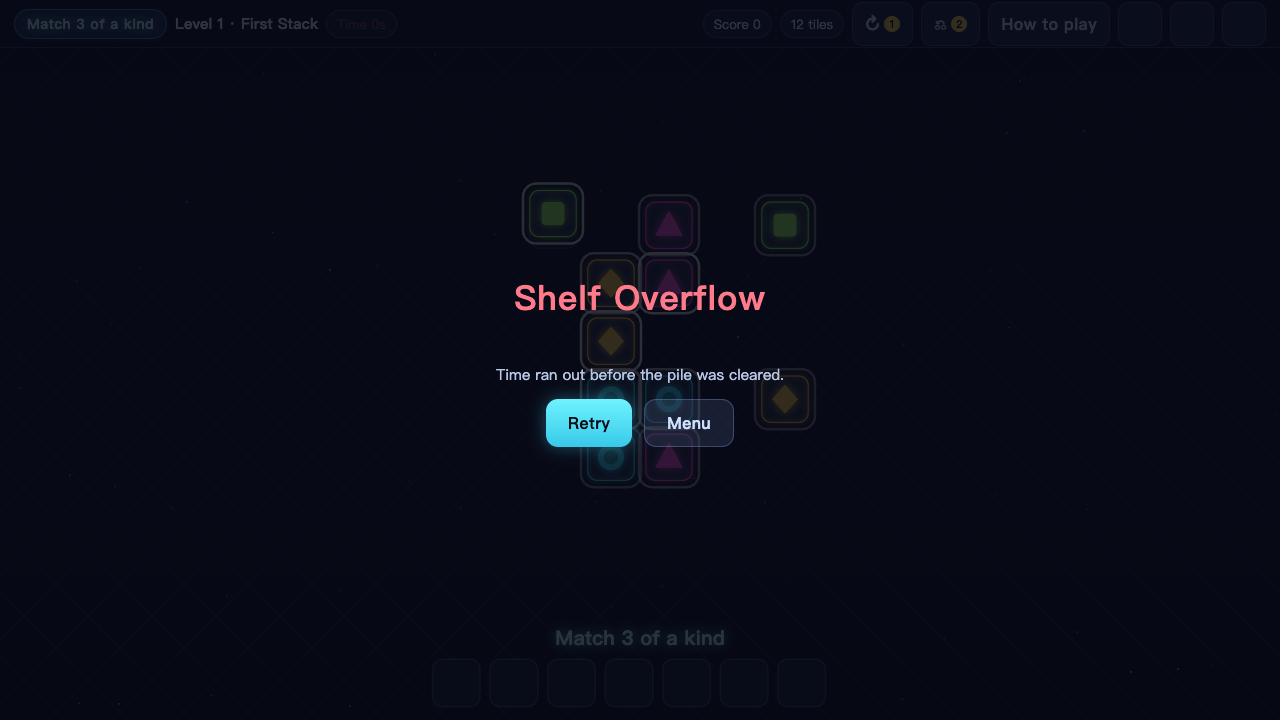 Match 3 of a kind Level 1 · First Stack Time 0s Score 0 12 tiles 1 2 How to play
Shelf Overflow
Time ran out before the pile was cleared.
Retry Menu
Match 3 of a kind